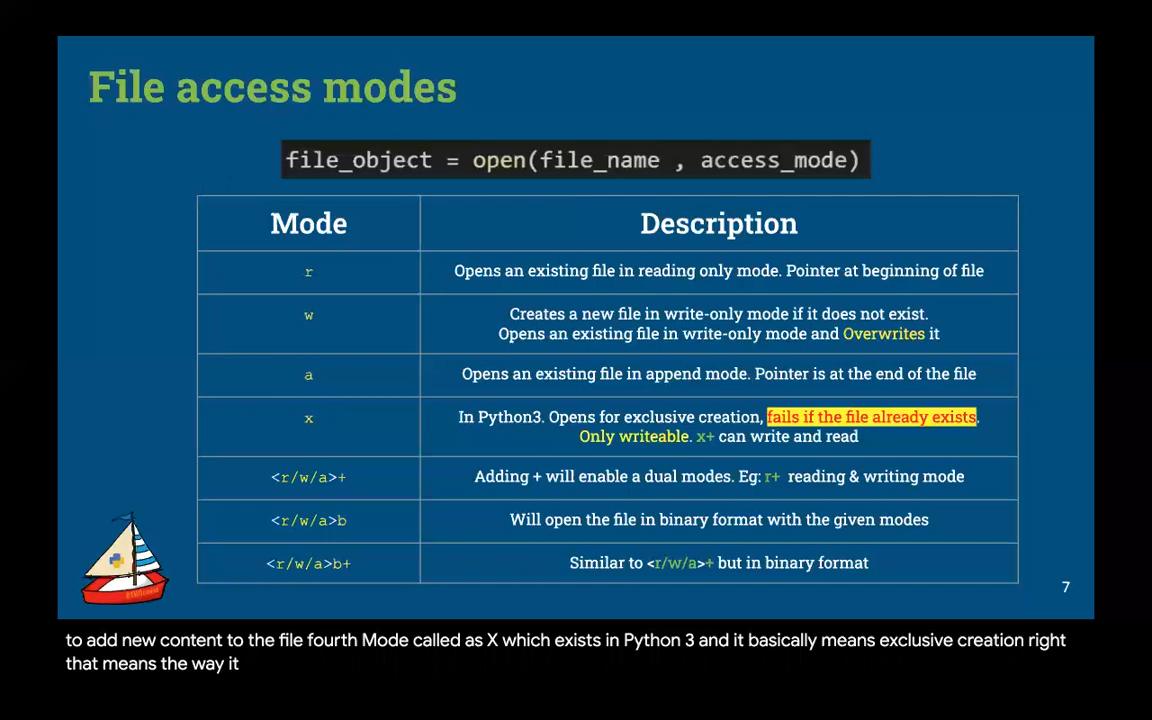 File access modes
file_object = open(file_name , access_mode)
Mode Description
r Opens an existing file in reading only mode. Pointer at beginning of file
w Creates a new file in write-only mode if it does not exist.
Opens an existing file in write-only mode and Overwrites it
a Opens an existing file in append mode. Pointer is at the end of the file
x In Python3. Opens for exclusive creation, fails if the file already exists.
Only writeable. x+ can write and read
<r/w/a>+ Adding + will enable a dual modes. Eg: r+ reading & writing mode
<r/w/a>b Will open the file in binary format with the given modes
<r/w/a>b+ Similar to <r/w/a>+ but in binary format
7
to add new content to the file fourth Mode called as X which exists in Python 3 and it basically means exclusive creation right
that means the way it